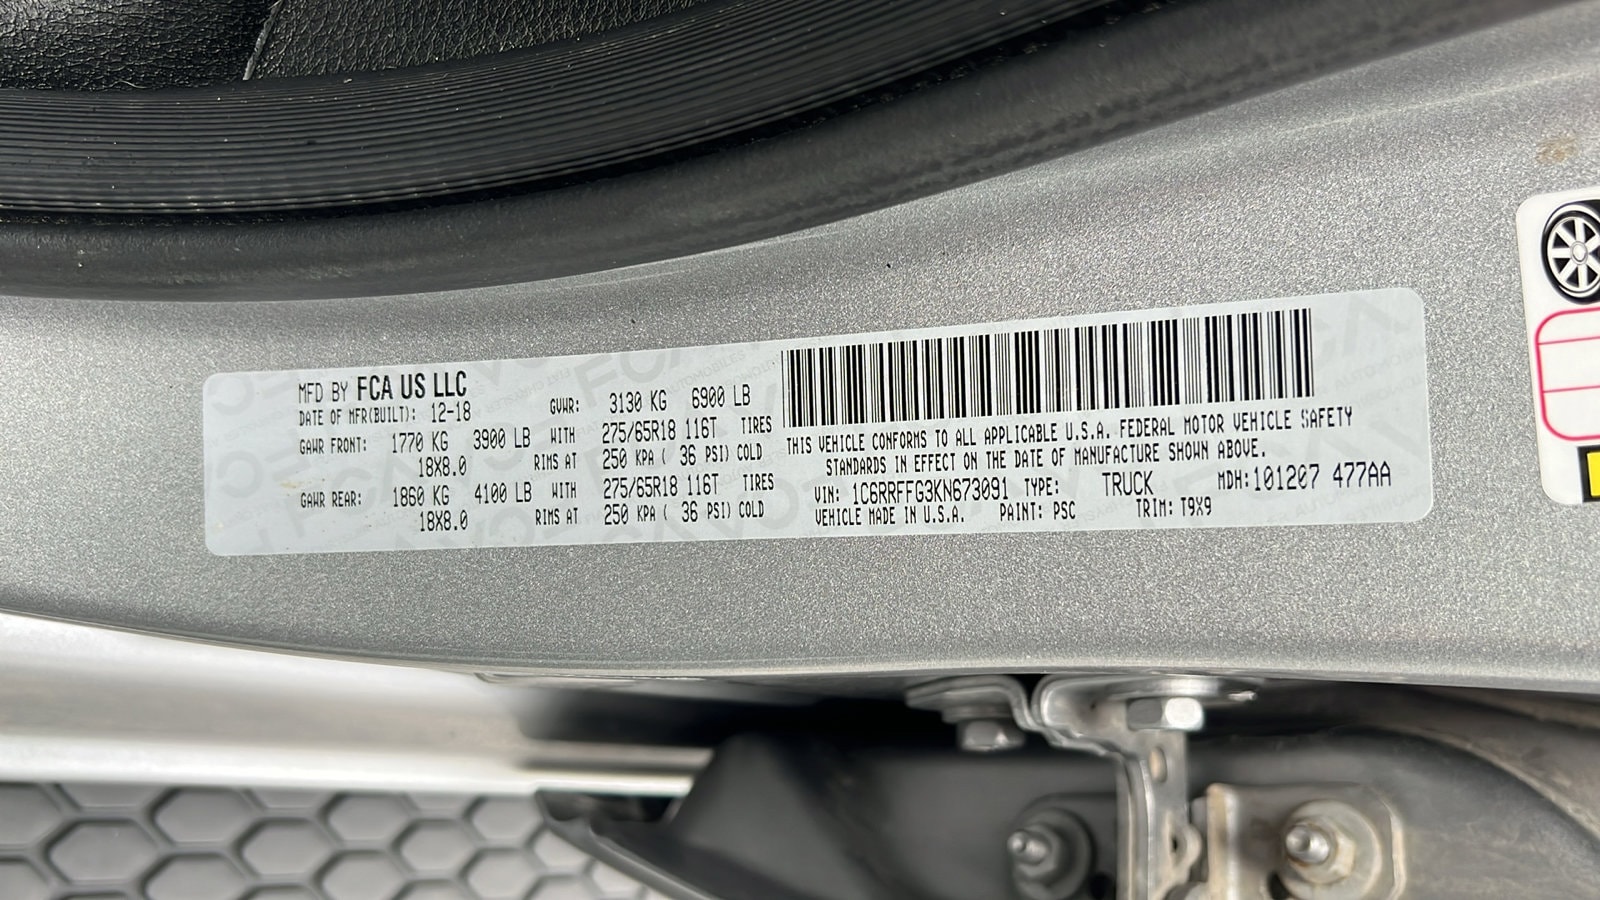 MFD BY FCA US LLC
DATE OF MFR(BUILT): 12-18 GVWR: 3130 KG 6900 LB
GAWR FRONT: 1770 KG 3900 LB WITH 275/65R18 116T TIRES
18X8.0 RIMS AT 250 KPA ( 36 PSI) COLD
GAWR REAR: 1860 KG 4100 LB WITH 275/65R18 116T TIRES
18X8.0 RIMS AT 250 KPA ( 36 PSI) COLD
THIS VEHICLE CONFORMS TO ALL APPLICABLE U.S.A. FEDERAL MOTOR VEHICLE SAFETY
STANDARDS IN EFFECT ON THE DATE OF MANUFACTURE SHOWN ABOVE.
VIN: 1C6RRFFG3KN673091 TYPE: TRUCK MDH: 101207 477AA
VEHICLE MADE IN U.S.A. PAINT: PSC TRIM: T9X9